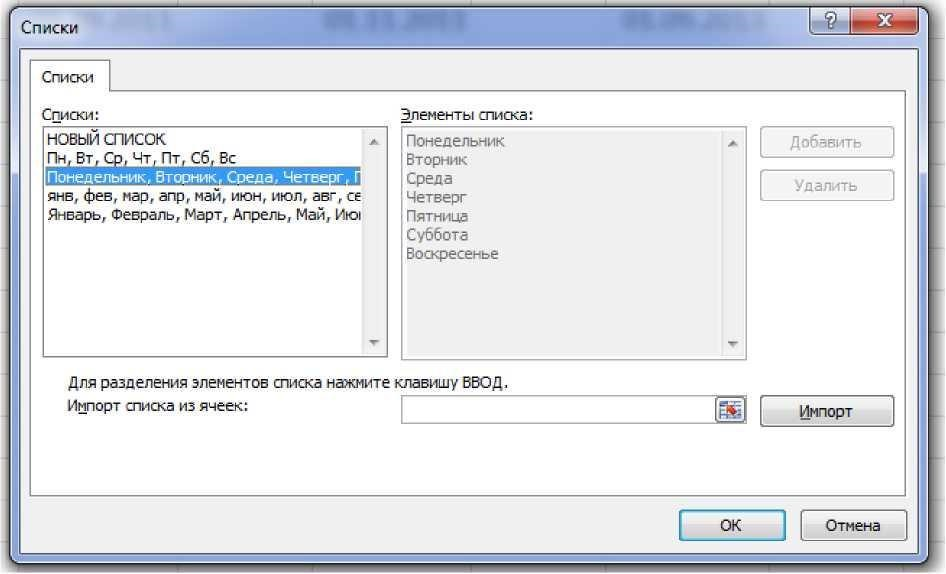 Списки
Списки
Списки:
НОВЫЙ СПИСОК
Пн, Вт, Ср, Чт, Пт, Сб, Вс
Понедельник, Вторник, Среда, Четверг, П
янв, фев, мар, апр, май, июн, июл, авг, се
Январь, Февраль, Март, Апрель, Май, Июн
Элементы списка:
Понедельник
Вторник
Среда
Четверг
Пятница
Суббота
Воскресенье
Добавить
Удалить
Для разделения элементов списка нажмите клавишу ВВОД.
Импорт списка из ячеек:
Импорт
ОК
Отмена